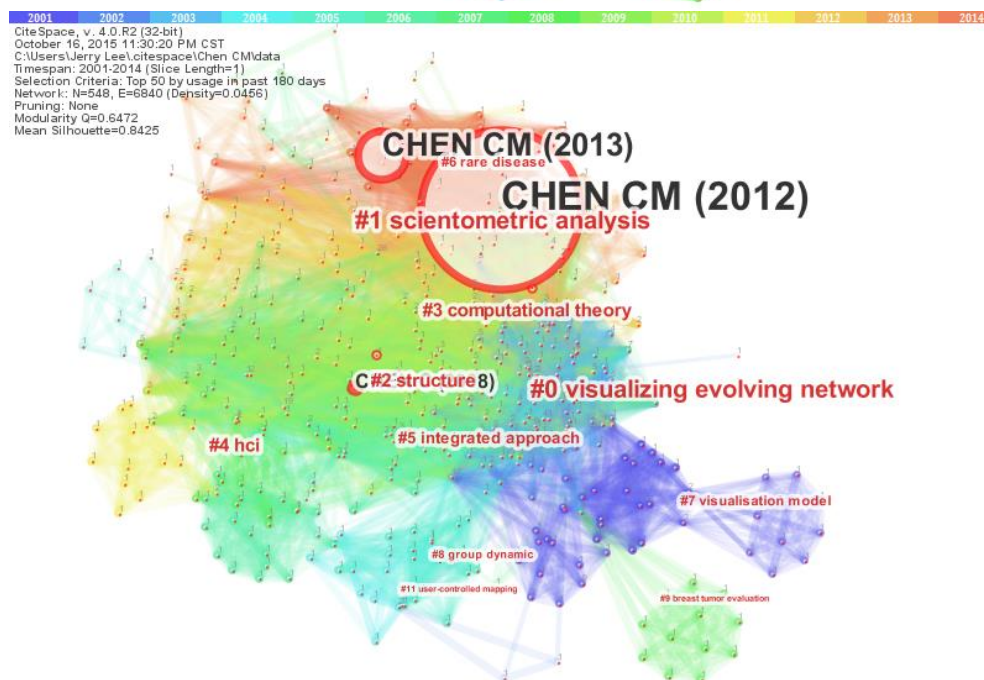 2001 2002 2003 2004 2005 2006 2007 2008 2009 2010 2011 2012 2013 2014
CiteSpace, v. 4.0.R2 (32-bit)
October 16, 2015 11:30:20 PM CST
C:\Users\Jerry Lee\.citespace\Chen CM\data
Timespan: 2001-2014 (Slice Length=1)
Selection Criteria: Top 50 by usage in past 180 days
Network: N=548, E=6840 (Density=0.0456)
Pruning: None
Modularity Q=0.6472
Mean Silhouette=0.8425
CHEN CM (2013)
#6 rare disease
CHEN CM (2012)
#1 scientometric analysis
#3 computational theory
C #2 structure 8)
#0 visualizing evolving network
#5 integrated approach
#4 hci
#7 visualisation model
#8 group dynamic
#11 user-controlled mapping
#9 breast tumor evaluation